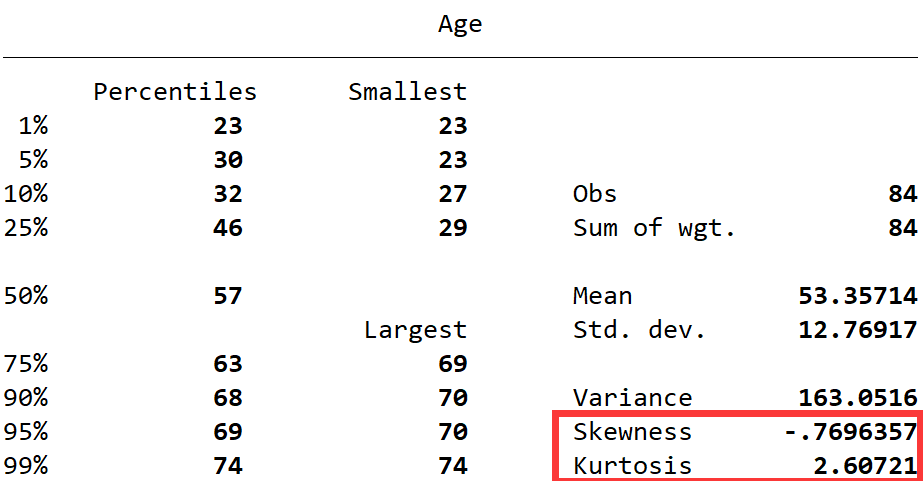 Age
Percentiles Smallest
1% 23 23
5% 30 23
10% 32 27 Obs 84
25% 46 29 Sum of wgt. 84
50% 57 Mean 53.35714
Largest Std. dev. 12.76917
75% 63 69
90% 68 70 Variance 163.0516
95% 69 70 Skewness -.7696357
99% 74 74 Kurtosis 2.60721